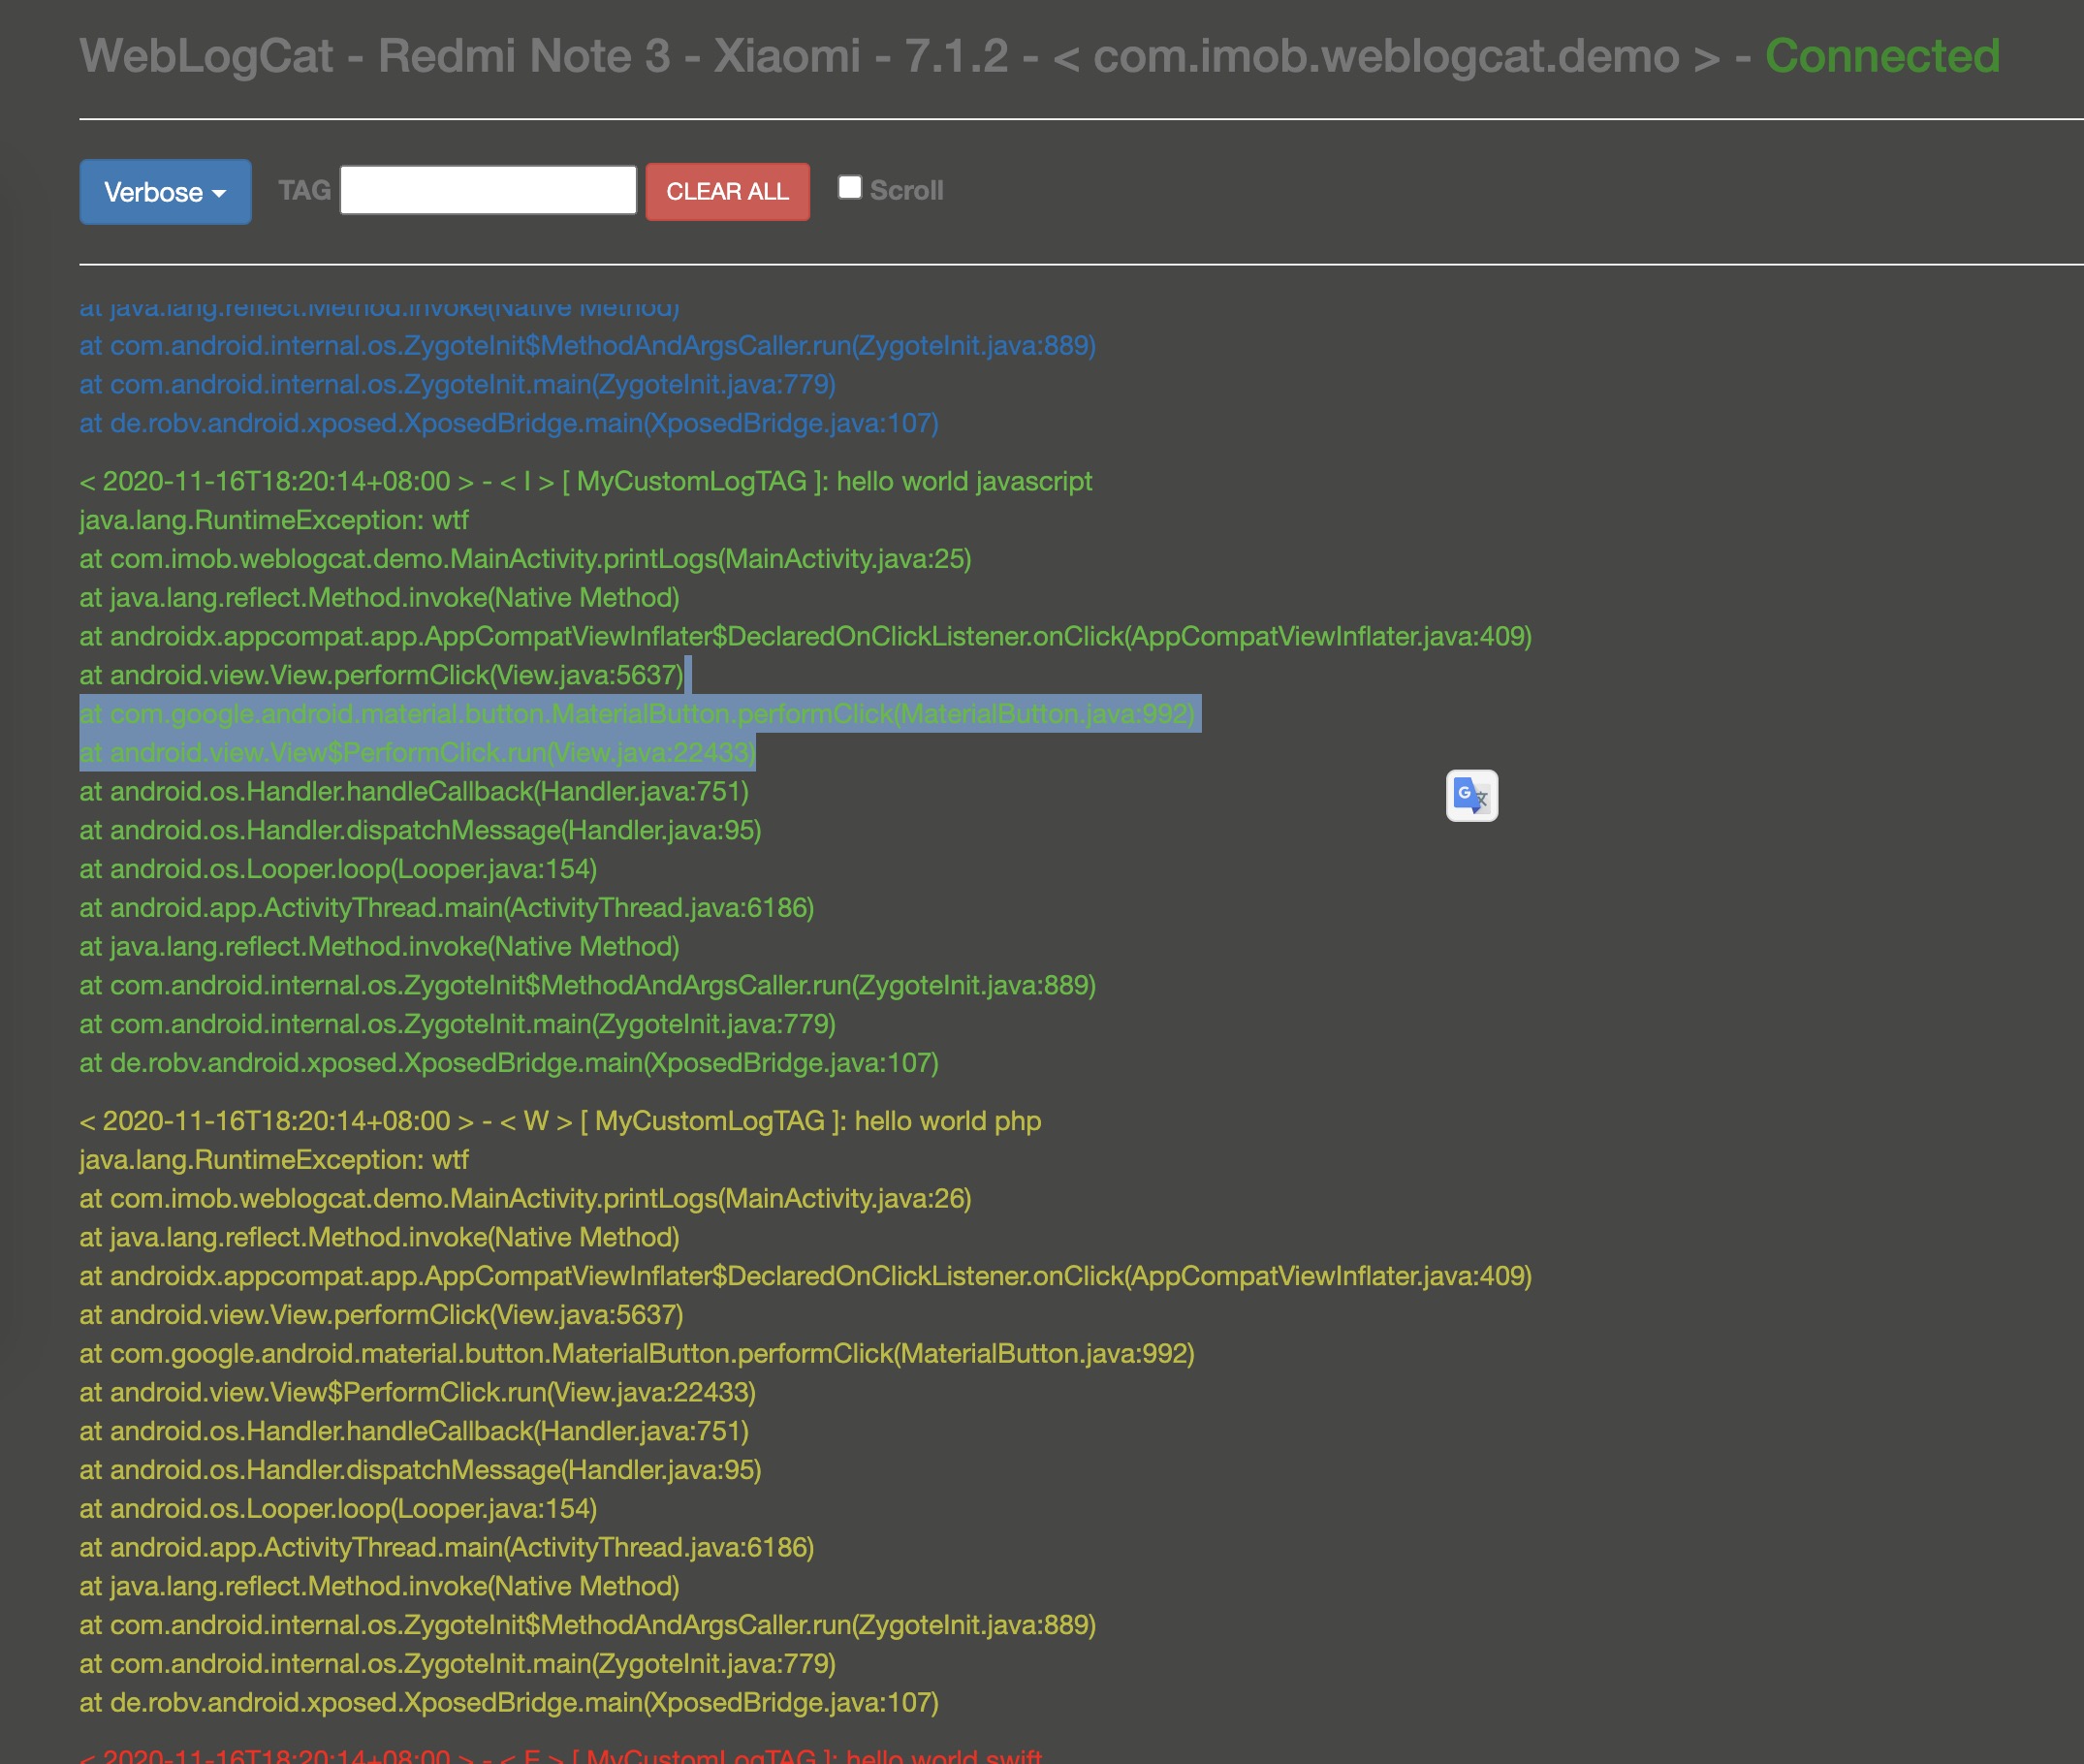 WebLogCat - Redmi Note 3 - Xiaomi - 7.1.2 - < com.imob.weblogcat.demo > - Connected
Verbose TAG CLEAR ALL Scroll
at java.lang.reflect.Method.invoke(Native Method)
at com.android.internal.os.ZygoteInit$MethodAndArgsCaller.run(ZygoteInit.java:889)
at com.android.internal.os.ZygoteInit.main(ZygoteInit.java:779)
at de.robv.android.xposed.XposedBridge.main(XposedBridge.java:107)
< 2020-11-16T18:20:14+08:00 > - < I > [ MyCustomLogTAG ]: hello world javascript
java.lang.RuntimeException: wtf
at com.imob.weblogcat.demo.MainActivity.printLogs(MainActivity.java:25)
at java.lang.reflect.Method.invoke(Native Method)
at androidx.appcompat.app.AppCompatViewInflater$DeclaredOnClickListener.onClick(AppCompatViewInflater.java:409)
at android.view.View.performClick(View.java:5637)
at com.google.android.material.button.MaterialButton.performClick(MaterialButton.java:992)
at android.view.View$PerformClick.run(View.java:22433)
at android.os.Handler.handleCallback(Handler.java:751)
at android.os.Handler.dispatchMessage(Handler.java:95)
at android.os.Looper.loop(Looper.java:154)
at android.app.ActivityThread.main(ActivityThread.java:6186)
at java.lang.reflect.Method.invoke(Native Method)
at com.android.internal.os.ZygoteInit$MethodAndArgsCaller.run(ZygoteInit.java:889)
at com.android.internal.os.ZygoteInit.main(ZygoteInit.java:779)
at de.robv.android.xposed.XposedBridge.main(XposedBridge.java:107)
< 2020-11-16T18:20:14+08:00 > - < W > [ MyCustomLogTAG ]: hello world php
java.lang.RuntimeException: wtf
at com.imob.weblogcat.demo.MainActivity.printLogs(MainActivity.java:26)
at java.lang.reflect.Method.invoke(Native Method)
at androidx.appcompat.app.AppCompatViewInflater$DeclaredOnClickListener.onClick(AppCompatViewInflater.java:409)
at android.view.View.performClick(View.java:5637)
at com.google.android.material.button.MaterialButton.performClick(MaterialButton.java:992)
at android.view.View$PerformClick.run(View.java:22433)
at android.os.Handler.handleCallback(Handler.java:751)
at android.os.Handler.dispatchMessage(Handler.java:95)
at android.os.Looper.loop(Looper.java:154)
at android.app.ActivityThread.main(ActivityThread.java:6186)
at java.lang.reflect.Method.invoke(Native Method)
at com.android.internal.os.ZygoteInit$MethodAndArgsCaller.run(ZygoteInit.java:889)
at com.android.internal.os.ZygoteInit.main(ZygoteInit.java:779)
at de.robv.android.xposed.XposedBridge.main(XposedBridge.java:107)
< 2020-11-16T18:20:14+08:00 > - < E > [ MyCustomLogTAG ]: hello world swift